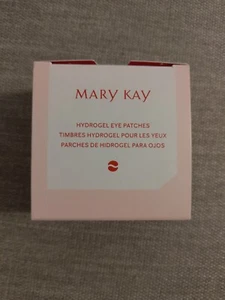 MARY KAY
HYDROGEL EYE PATCHES
TIMBRES HYDROGEL POUR LES YEUX
PARCHES DE HIDROGEL PARA OJOS